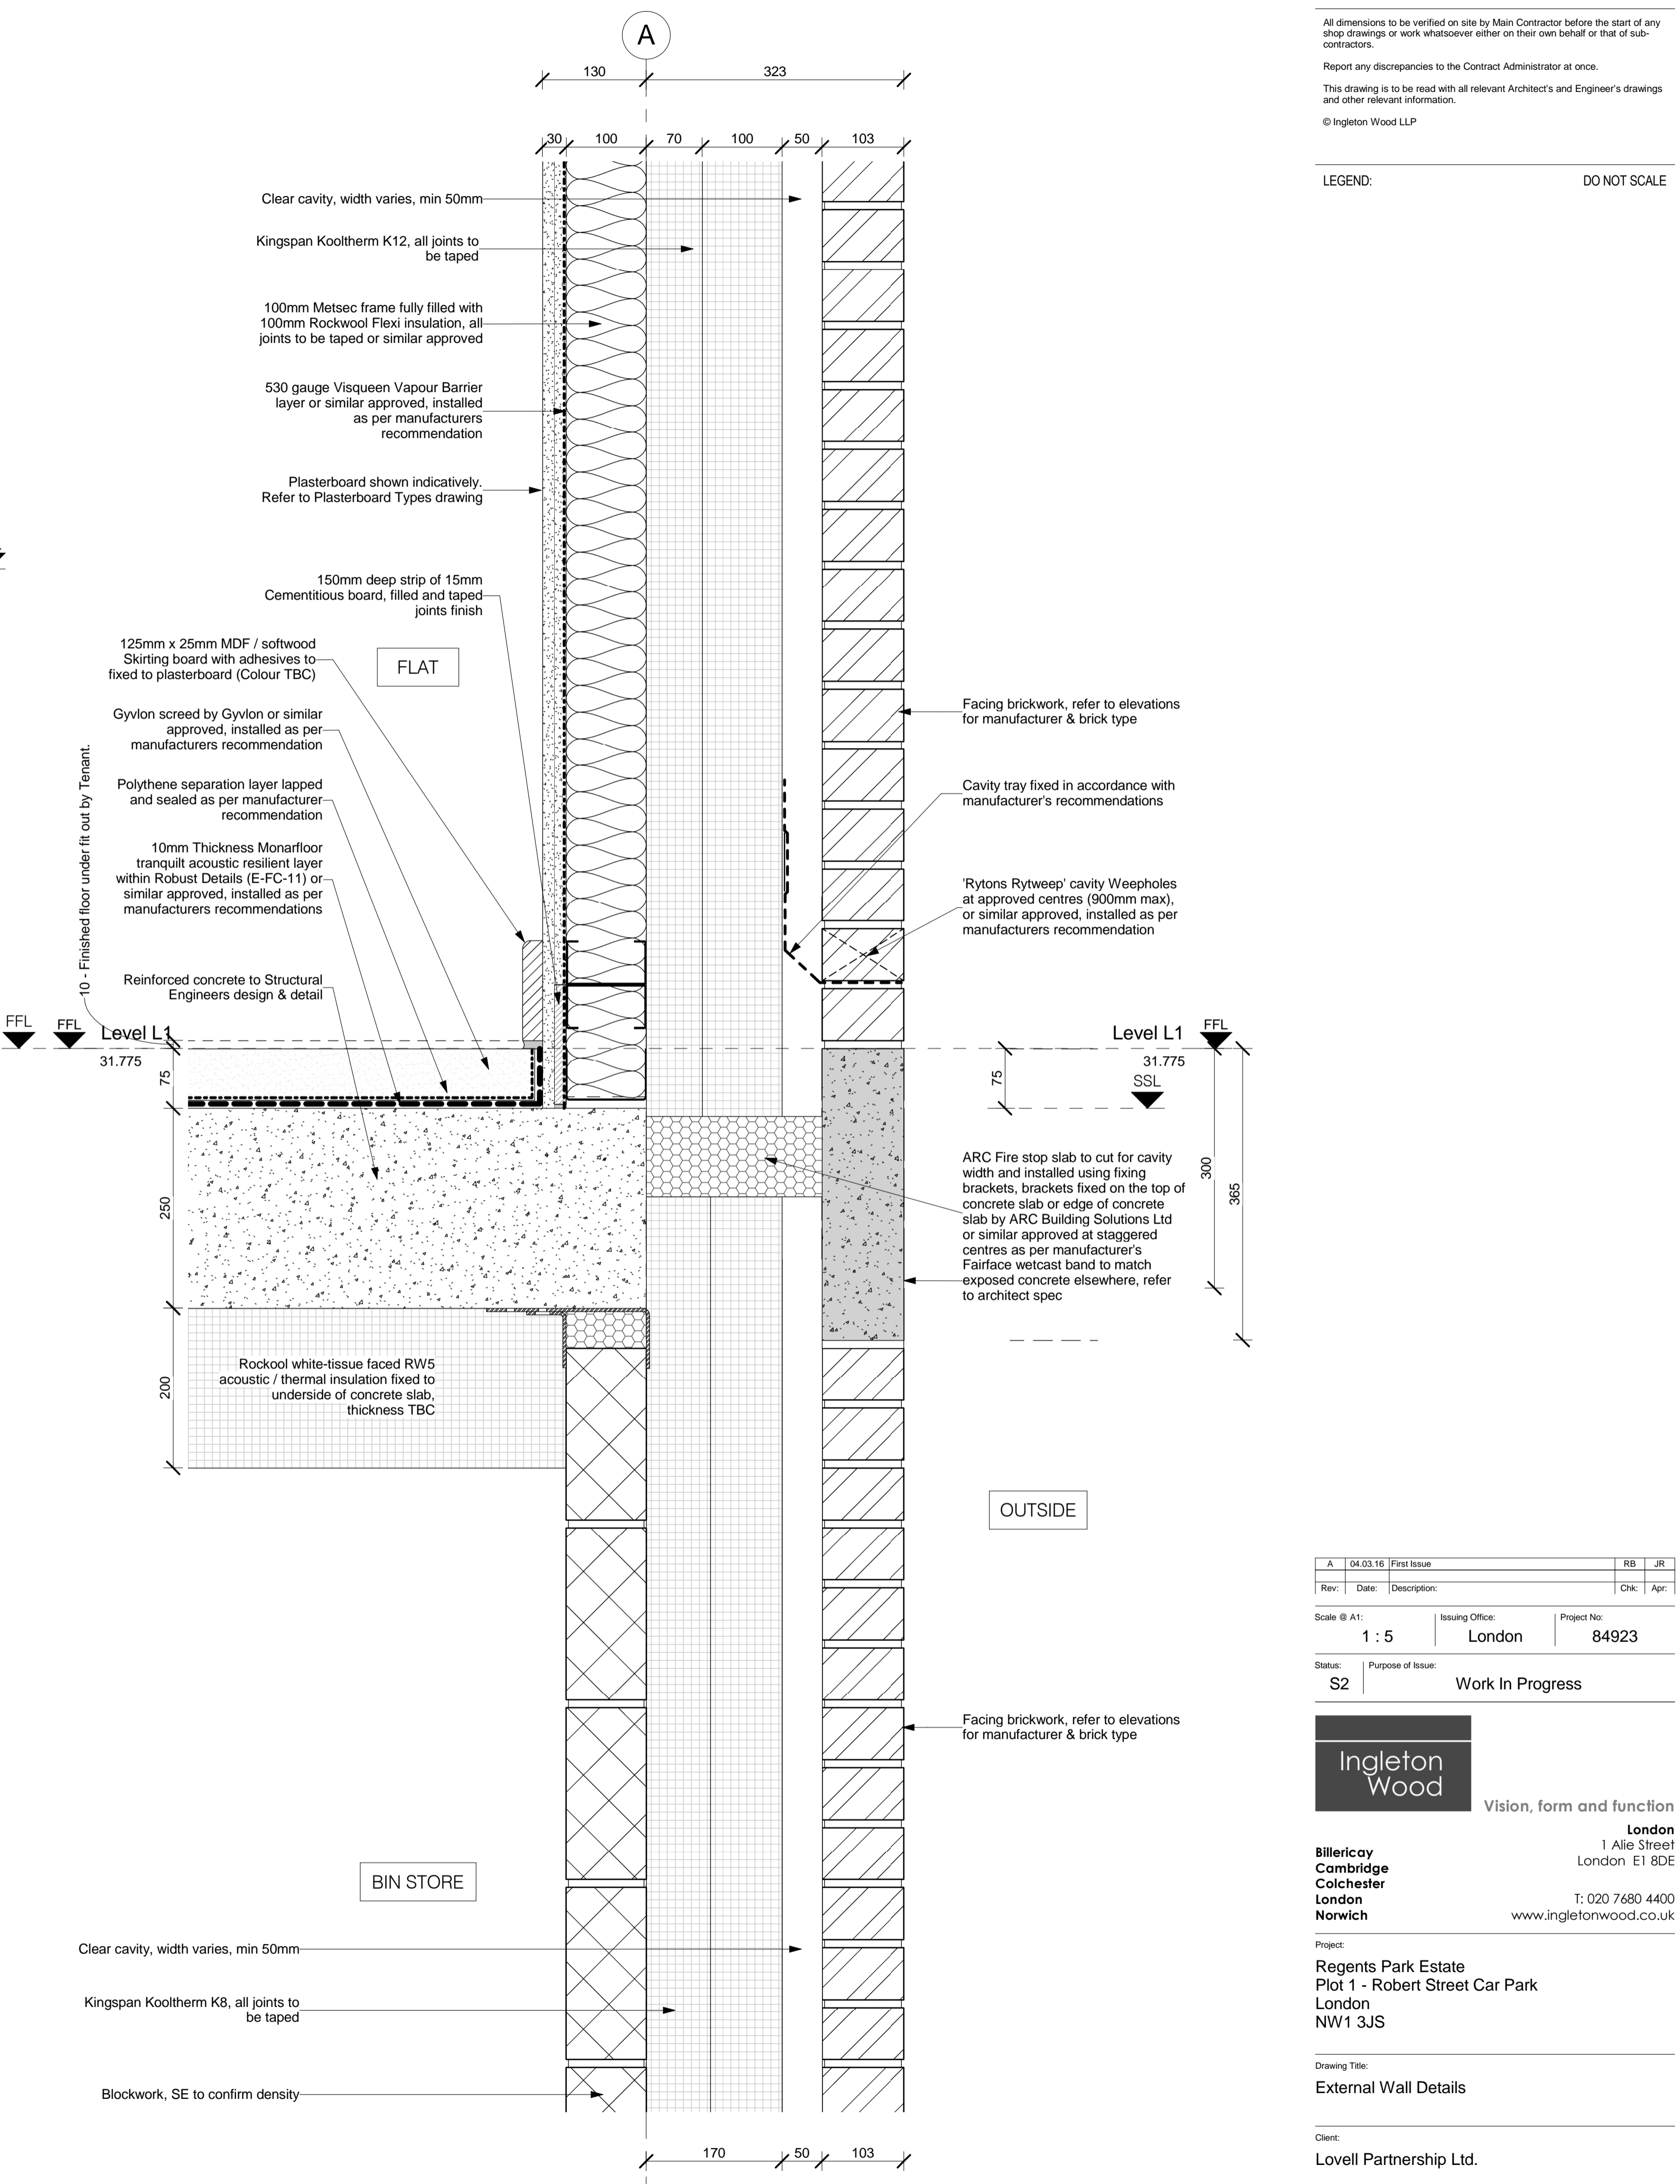 A
130
323
30
100
70
100
50
103
Clear cavity, width varies, min 50mm
Kingspan Kooltherm K12, all joints to
be taped
100mm Metsec frame fully filled with
100mm Rockwool Flexi insulation, all
joints to be taped or similar approved
530 gauge Visqueen Vapour Barrier
layer or similar approved, installed
as per manufacturers
recommendation
Plasterboard shown indicatively.
Refer to Plasterboard Types drawing
150mm deep strip of 15mm
Cementitious board, filled and taped
joints finish
125mm x 25mm MDF / softwood
Skirting board with adhesives to
fixed to plasterboard (Colour TBC)
FLAT
Gyvlon screed by Gyvlon or similar
approved, installed as per
manufacturers recommendation
Polythene separation layer lapped
and sealed as per manufacturer
recommendation
10mm Thickness Monarfloor
tranquilt acoustic resilient layer
within Robust Details (E-FC-11) or
similar approved, installed as per
manufacturers recommendations
Reinforced concrete to Structural
Engineers design & detail
10 - Finished floor under fit out by Tenant.
FFL
FFL
Level L1
31.775
75
250
200
Rockool white-tissue faced RW5
acoustic / thermal insulation fixed to
underside of concrete slab,
thickness TBC
Facing brickwork, refer to elevations
for manufacturer & brick type
Cavity tray fixed in accordance with
manufacturer's recommendations
'Rytons Rytweep' cavity Weepholes
at approved centres (900mm max),
or similar approved, installed as per
manufacturers recommendation
Level L1
FFL
31.775
SSL
75
300
365
ARC Fire stop slab to cut for cavity
width and installed using fixing
brackets, brackets fixed on the top of
concrete slab or edge of concrete
slab by ARC Building Solutions Ltd
or similar approved at staggered
centres as per manufacturer's
Fairface wetcast band to match
exposed concrete elsewhere, refer
to architect spec
OUTSIDE
Facing brickwork, refer to elevations
for manufacturer & brick type
BIN STORE
Clear cavity, width varies, min 50mm
Kingspan Kooltherm K8, all joints to
be taped
Blockwork, SE to confirm density
170
50
103
All dimensions to be verified on site by Main Contractor before the start of any
shop drawings or work whatsoever either on their own behalf or that of sub-
contractors.
Report any discrepancies to the Contract Administrator at once.
This drawing is to be read with all relevant Architect's and Engineer's drawings
and other relevant information.
© Ingleton Wood LLP
LEGEND:
DO NOT SCALE
A 04.03.16 First Issue RB JR
Rev: Date: Description: Chk: Apr:
Scale @ A1: Issuing Office: Project No:
1 : 5 London 84923
Status: Purpose of Issue:
S2 Work In Progress
Ingleton
Wood
Vision, form and function
London
1 Alie Street
London E1 8DE
T: 020 7680 4400
www.ingletonwood.co.uk
Billericay
Cambridge
Colchester
London
Norwich
Project:
Regents Park Estate
Plot 1 - Robert Street Car Park
London
NW1 3JS
Drawing Title:
External Wall Details
Client:
Lovell Partnership Ltd.